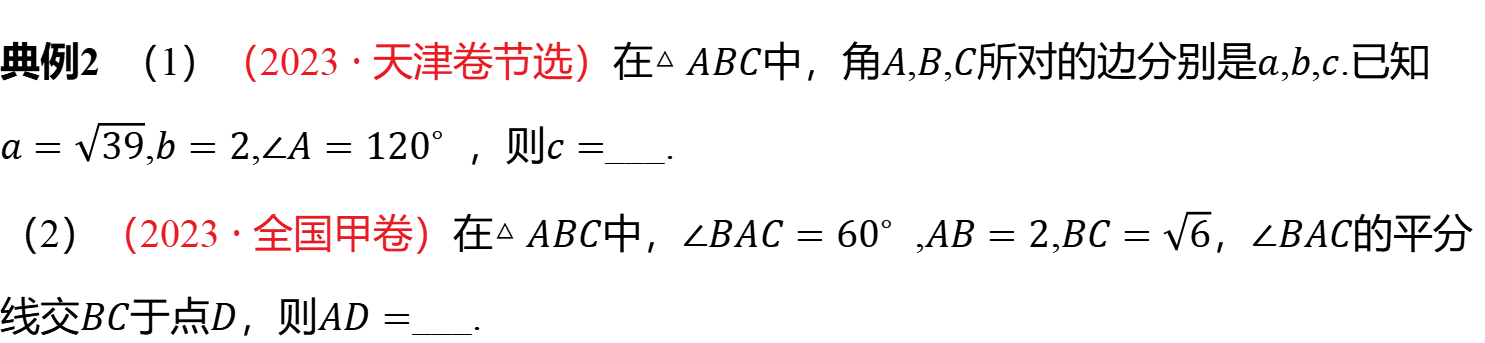 典例2 （1）（2023·天津卷节选）在△ ABC中，角A,B,C所对的边分别是a,b,c.已知
a = √39,b = 2,∠A = 120° ，则c =___.
（2）（2023·全国甲卷）在△ ABC中，∠BAC = 60° ,AB = 2,BC = √6，∠BAC的平分
线交BC于点D，则AD =___.